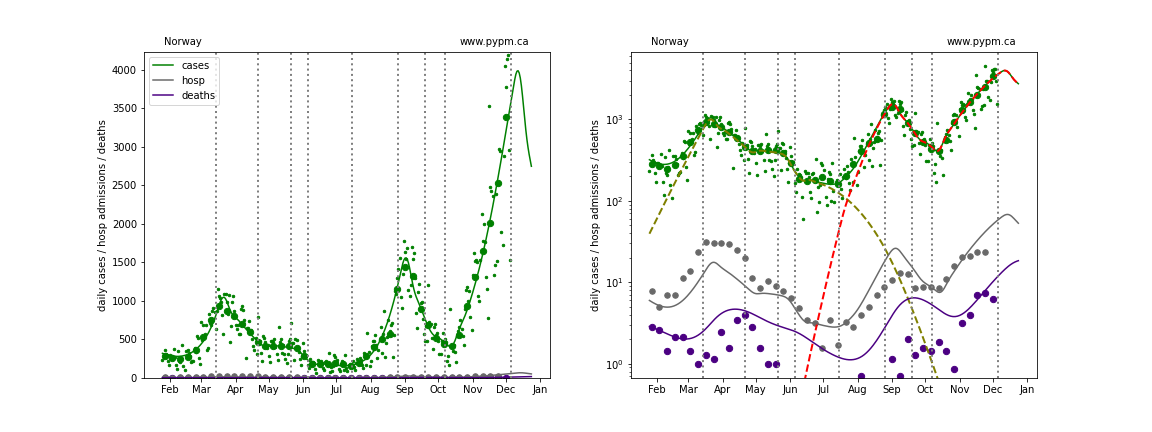 Norway www.pypm.ca
cases
hosp
deaths
daily cases / hosp admissions / deaths
4000
3500
3000
2500
2000
1500
1000
500
0
Feb Mar Apr May Jun Jul Aug Sep Oct Nov Dec Jan
Norway www.pypm.ca
daily cases / hosp admissions / deaths
10³
10²
10¹
10⁰
Feb Mar Apr May Jun Jul Aug Sep Oct Nov Dec Jan